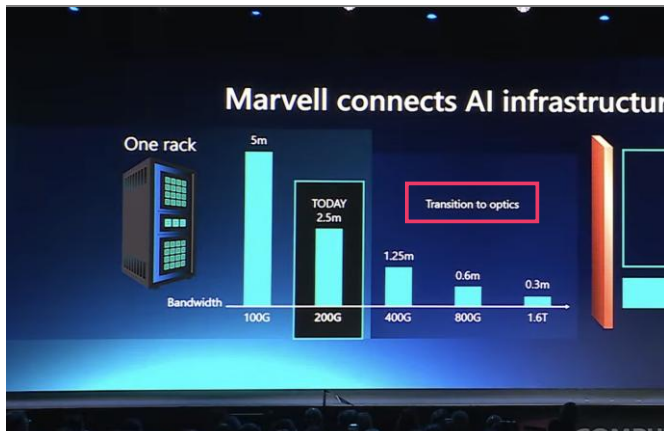 Marvell connects AI infrastructur
One rack
5m
TODAY
2.5m
Transition to optics
1.25m
0.6m
0.3m
Bandwidth
100G
200G
400G
800G
1.6T